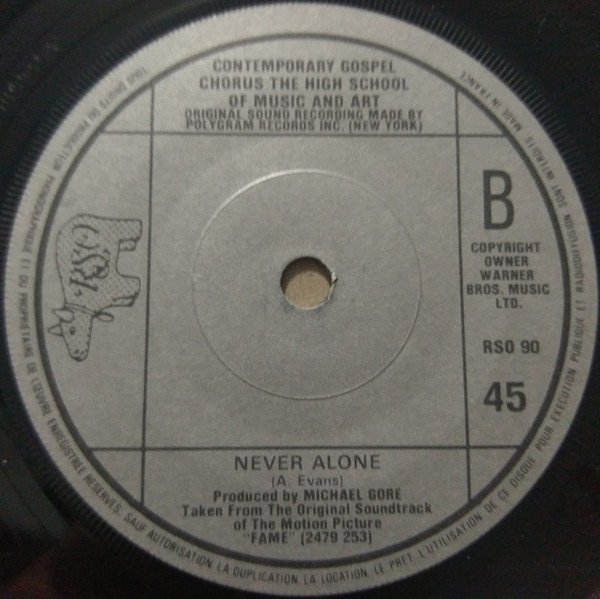 CONTEMPORARY GOSPEL
CHORUS THE HIGH SCHOOL
OF MUSIC AND ART
ORIGINAL SOUND RECORDING MADE BY
POLYGRAM RECORDS INC. (NEW YORK)
RSO
B
COPYRIGHT
OWNER
WARNER
BROS. MUSIC
LTD.
RSO 90
45
NEVER ALONE
(A. Evans)
Produced by MICHAEL GORE
Taken From The Original Soundtrack
of The Motion Picture
"FAME" (2479 253)
TOUS DROITS DU PRODUCTEUR PHONOGRAPHIQUE ET DU PROPRIETAIRE DE L'ŒUVRE ENREGISTREE RESERVES. SAUF AUTORISATION LA DUPLICATION LA LOCATION LE PRET, L'UTILISATION DE CE DISQUE POUR EXECUTION PUBLIQUE ET RADIODIFFUSION SONT INTERDITS. MADE IN FRANCE